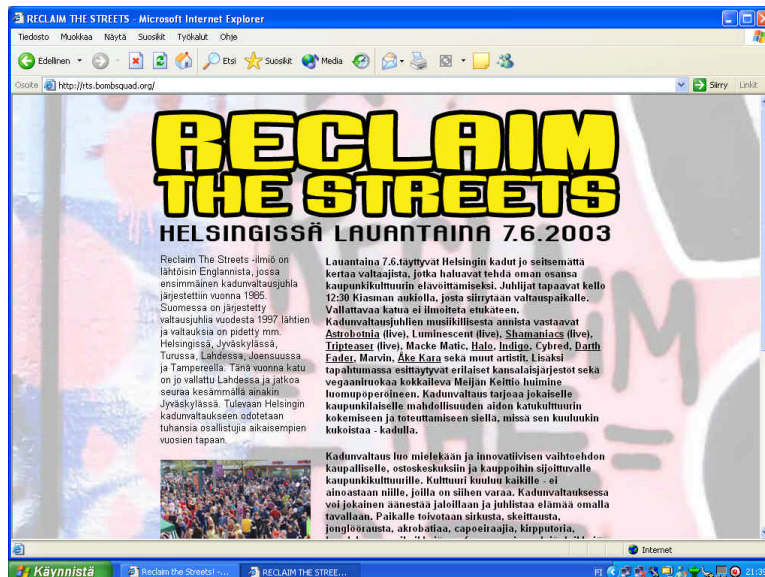 RECLAIM THE STREETS - Microsoft Internet Explorer
Tiedosto Muokkaa Näytä Suosikit Työkalut Ohje
Edellinen Etsi Suosikit Media
Osoite http://rts.bombsquad.org/ Siirry Linkit
RECLAIM
THE STREETS
HELSINGISSÄ LAUANTAINA 7.6.2003
Reclaim The Streets -ilmiö on
lähtöisin Englannista, jossa
ensimmäinen kadunvaltausjuhla
järjestettiin vuonna 1985.
Suomessa on järjestetty
valtausjuhlia vuodesta 1997 lähtien
ja valtauksia on pidetty mm.
Helsingissä, Jyväskylässä,
Turussa, Lahdessa, Joensuussa
ja Tampereella. Tänä vuonna katu
on jo vallattu Lahdessa ja jatkoa
seuraa kesämmällä ainakin
Jyväskylässä. Tulevaan Helsingin
kadunvaltaukseen odotetaan
tuhansia osallistujia aikaisempien
vuosien tapaan.
Lauantaina 7.6.täyttyvät Helsingin kadut jo seitsemättä
kertaa valtaajista, jotka haluavat tehdä oman osansa
kaupunkikulttuurin elävöittämiseksi. Juhlijat tapaavat kello
12:30 Kiasman aukiolla, josta siirrytään valtauspaikalle.
Vallattavaa katua ei ilmoiteta etukäteen.
Kadunvaltausjuhlien musiikillisesta annista vastaavat
Astrobotnia (live), Luminescent (live), Shamaniacs (live),
Tripteaser (live), Macke Matic, Halo, Indigo, Cybred, Darth
Fader, Marvin, Åke Kara sekä muut artistit. Lisäksi
tapahtumassa esittäytyvät erilaiset kansalaisjärjestöt sekä
vegaaniruokaa kokkaileva Meijän Keittiö huimine
luomupöperöineen. Kadunvaltaus tarjoaa jokaiselle
kaupunkilaiselle mahdollisuuden aidon katukulttuurin
kokemiseen ja toteuttamiseen siellä, missä sen kuuluukin
kukoistaa - kadulla.
Kadunvaltaus luo mielekään ja innovatiivisen vaihtoehdon
kaupalliselle, ostoskeskuksiin ja kauppoihin sijoittuvalle
kaupunkikulttuurille. Kulttuuri kuuluu kaikille - ei
ainoastaan niille, joilla on siihen varaa. Kadunvaltauksessa
voi jokainen äänestää jaloillaan ja juhlistaa elämää omalla
tavallaan. Paikalle toivotaan sirkusta, skeittausta,
jonglöörausta, akrobatiaa, capoeiraajia, kirpputoria,
Internet
Käynnistä Reclaim the Streets! -... RECLAIM THE STREE... FI 21:39